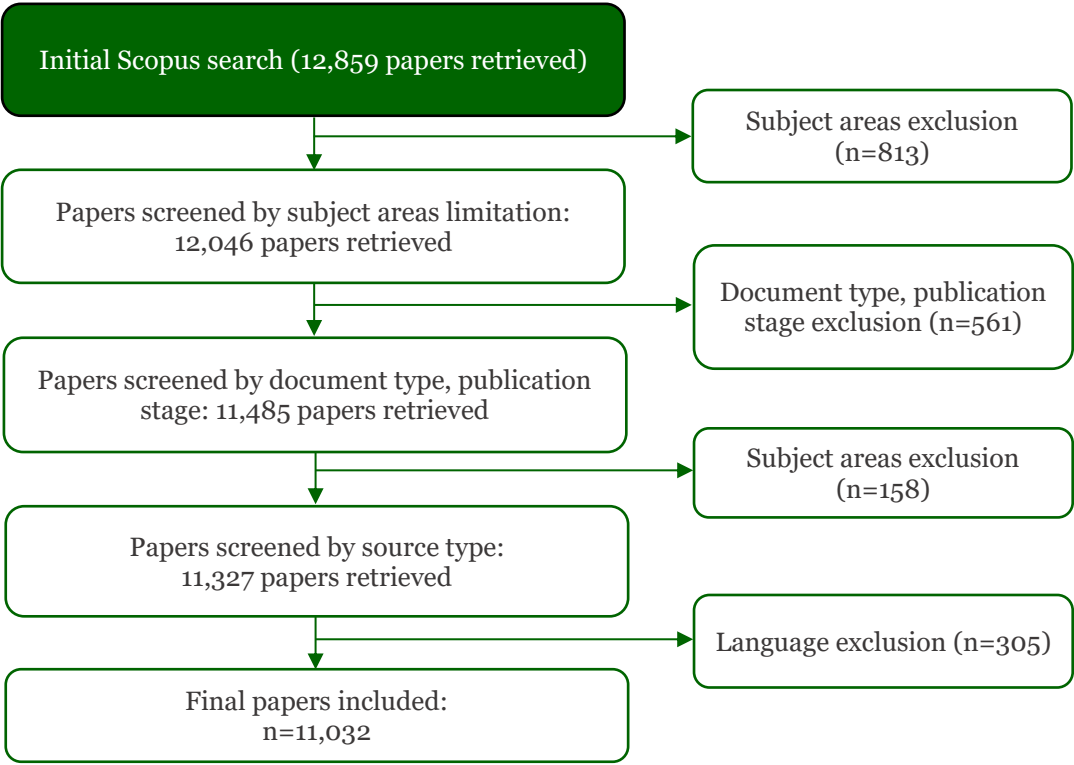 Initial Scopus search (12,859 papers retrieved)
Subject areas exclusion
(n=813)
Papers screened by subject areas limitation:
12,046 papers retrieved
Document type, publication
stage exclusion (n=561)
Papers screened by document type, publication
stage: 11,485 papers retrieved
Subject areas exclusion
(n=158)
Papers screened by source type:
11,327 papers retrieved
Language exclusion (n=305)
Final papers included:
n=11,032